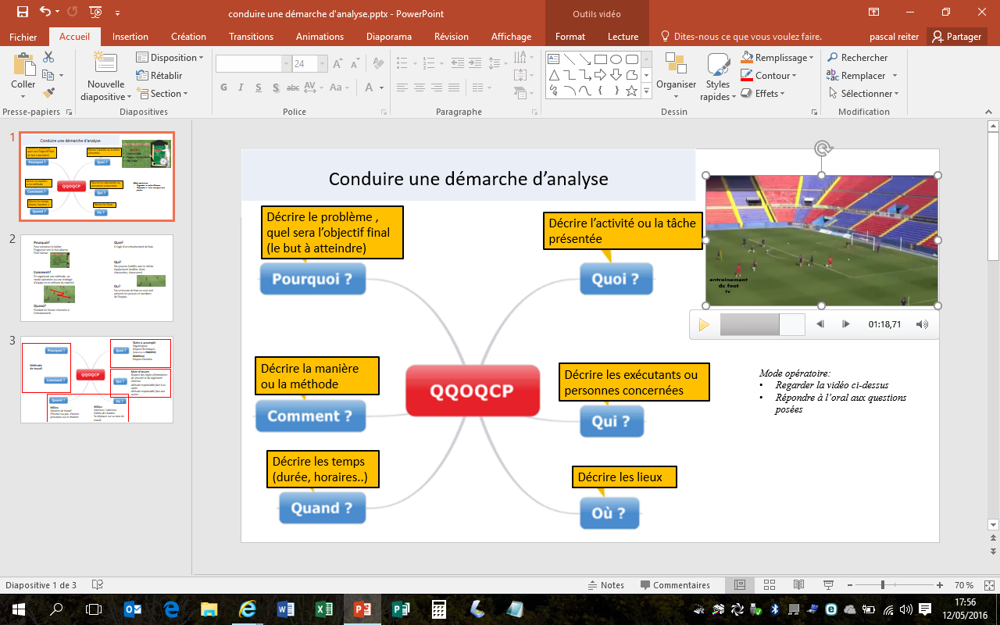 conduire une démarche d'analyse.pptx - PowerPoint
Outils vidéo
Fichier
Accueil
Insertion
Création
Transitions
Animations
Diaporama
Révision
Affichage
Format
Lecture
Dites-nous ce que vous voulez faire.
pascal reiter
Partager
Coller
Nouvelle
diapositive
Disposition
Rétablir
Section
24
G I S S abc AV Aa A
Organiser
Styles
rapides
Remplissage
Contour
Effets
Rechercher
Remplacer
Sélectionner
Presse-papiers
Diapositives
Police
Paragraphe
Dessin
Modification
1
Conduire une démarche d'analyse
Pourquoi ?
Quoi ?
Comment ?
QQOQCP
Qui ?
Quand ?
Où ?
2
Pourquoi?
Quoi?
Comment?
Qui?
Où?
Quand?
3
Pourquoi ?
Quoi ?
QQOQCP
Comment ?
Qui ?
Quand ?
Où ?
Conduire une démarche d’analyse
Décrire le problème ,
quel sera l’objectif final
(le but à atteindre)
Pourquoi ?
Décrire l’activité ou la tâche
présentée
Quoi ?
entrainement
de foot
tv
01:18,71
Décrire la manière
ou la méthode
Comment ?
QQOQCP
Décrire les exécutants ou
personnes concernées
Qui ?
Mode opératoire:
• Regarder la vidéo ci-dessus
• Répondre à l’oral aux questions
posées
Décrire les temps
(durée, horaires..)
Quand ?
Décrire les lieux
Où ?
Diapositive 1 de 3
Notes
Commentaires
70 %
17:56
12/05/2016